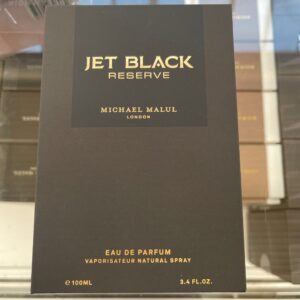 JET BLACK
RESERVE
MICHAEL MALUL
LONDON
EAU DE PARFUM
VAPORISATEUR NATURAL SPRAY
e 100ML 3.4 FL.OZ.